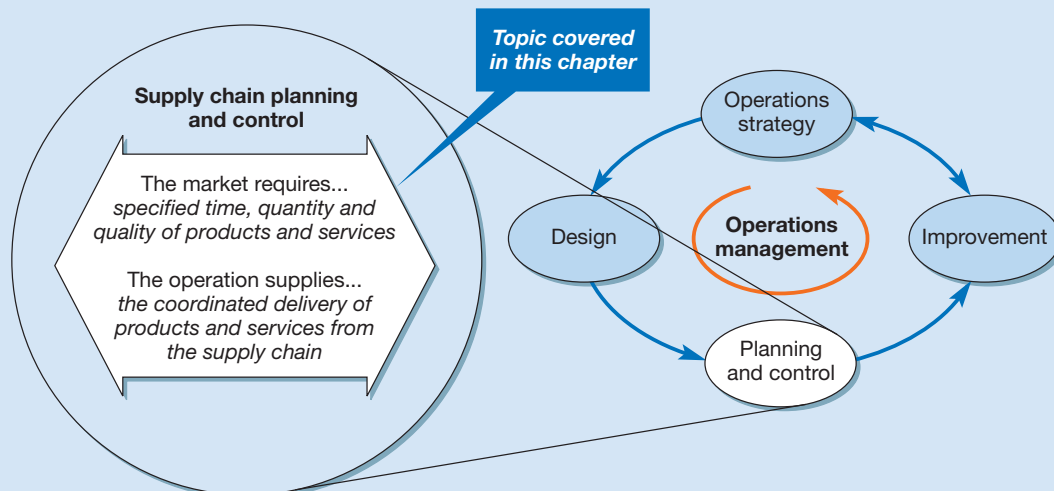 Topic covered
in this chapter
Supply chain planning
and control
The market requires...
specified time, quantity and
quality of products and services
The operation supplies...
the coordinated delivery of
products and services from
the supply chain
Operations
strategy
Design
Operations
management
Improvement
Planning
and control